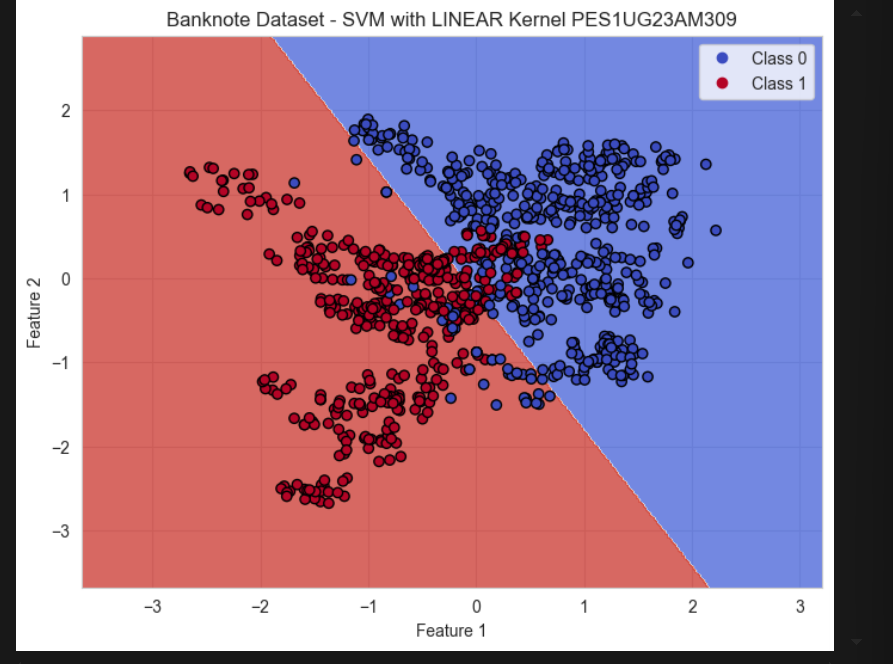 Banknote Dataset - SVM with LINEAR Kernel PES1UG23AM309
Class 0
Class 1
2
1
0
−1
−2
−3
Feature 2
−3
−2
−1
0
1
2
3
Feature 1